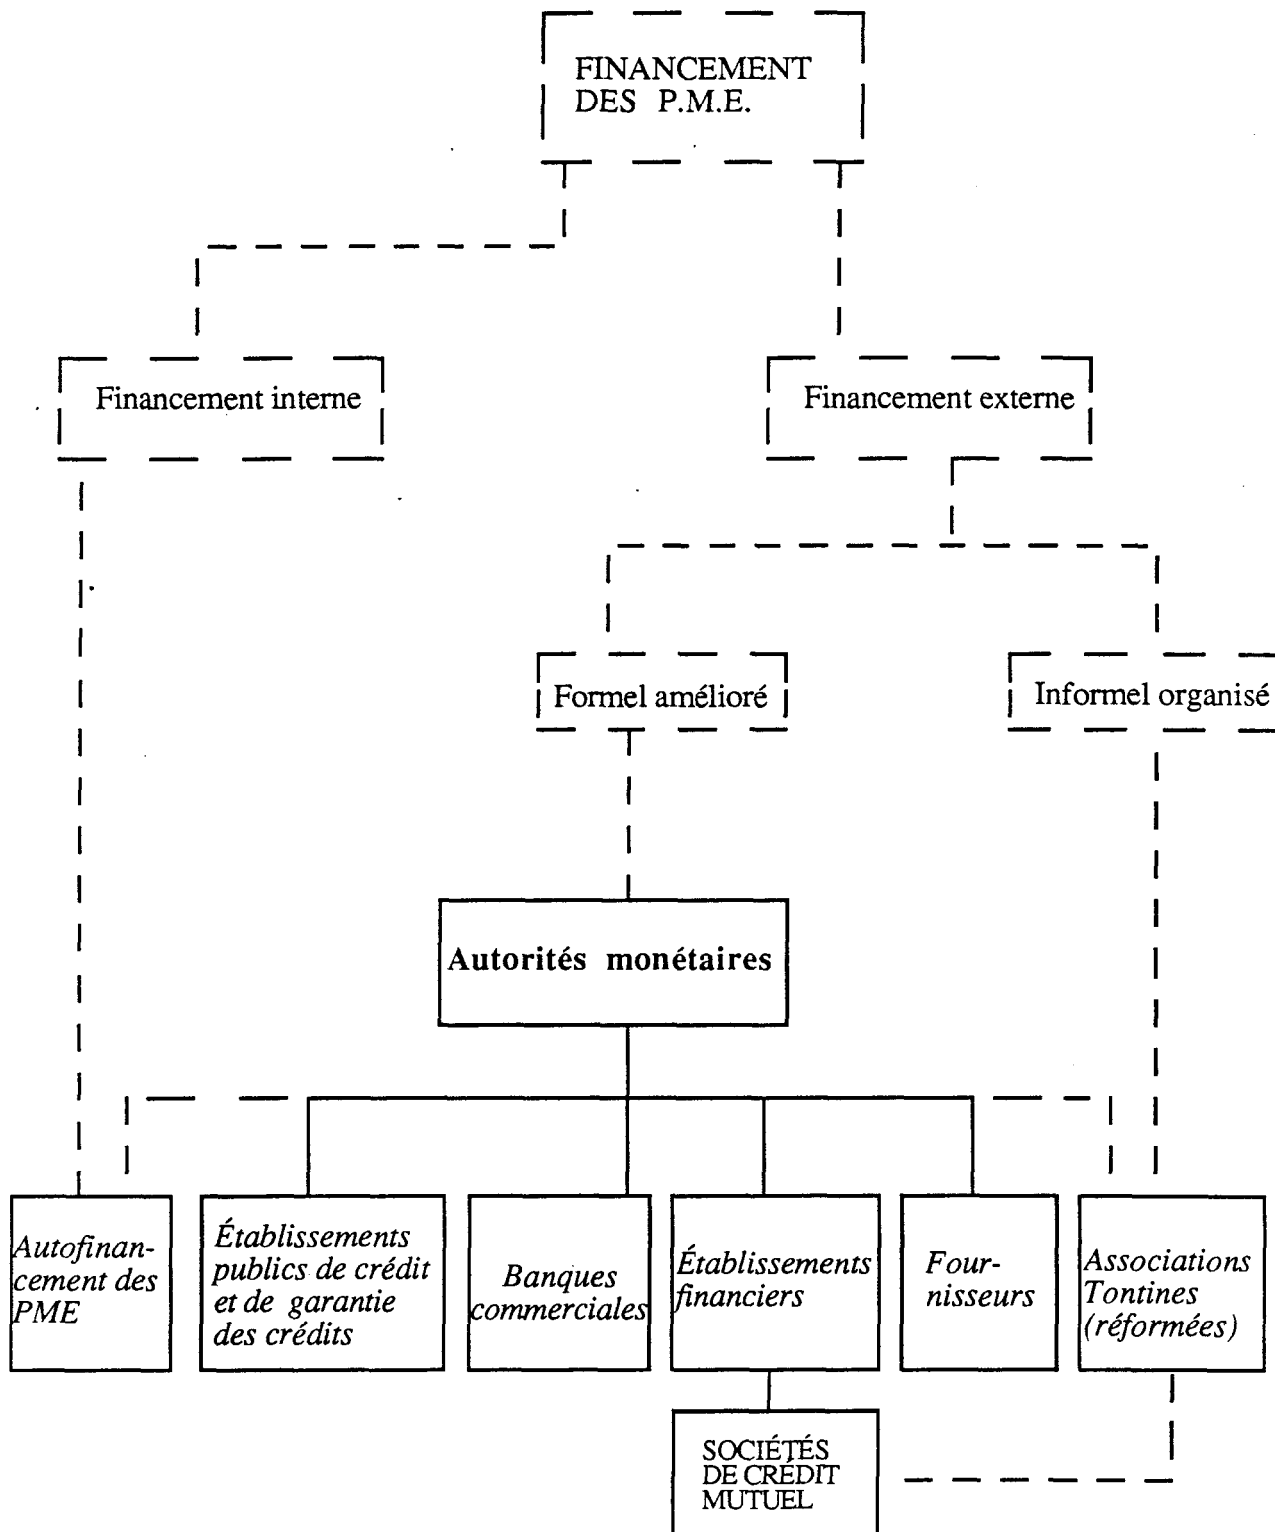 FINANCEMENT
DES P.M.E.
Financement interne
Financement externe
Formel amélioré
Informel organisé
Autorités monétaires
Autofinan-
cement des
PME
Établissements
publics de crédit
et de garantie
des crédits
Banques
commerciales
Établissements
financiers
Four-
nisseurs
Associations
Tontines
(réformées)
SOCIÉTÉS
DE CRÉDIT
MUTUEL